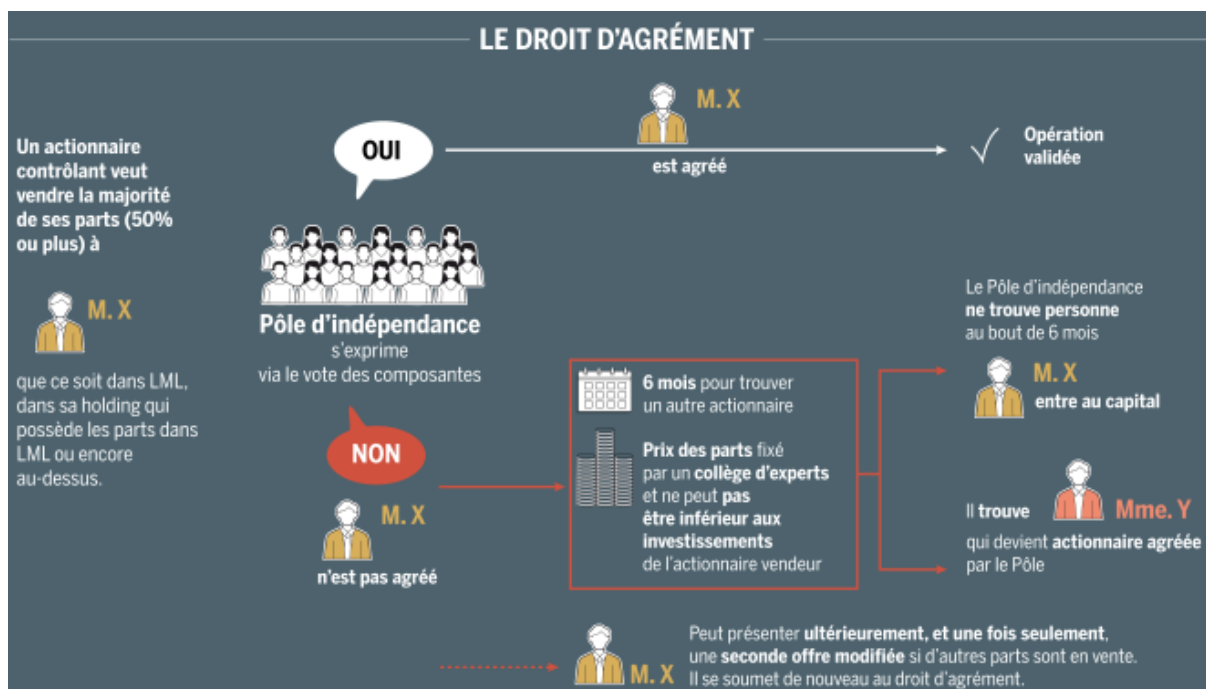 LE DROIT D'AGRÉMENT
Un actionnaire
contrôlant veut
vendre la majorité
de ses parts (50%
ou plus) à
M. X
que ce soit dans LML,
dans sa holding qui
possède les parts dans
LML ou encore
au-dessus.
OUI
Pôle d'indépendance
s'exprime
via le vote des composantes
NON
M. X
n'est pas agréé
M. X
est agréé
Opération
validée
6 mois pour trouver
un autre actionnaire
Prix des parts fixé
par un collège d'experts
et ne peut pas
être inférieur aux
investissements
de l'actionnaire vendeur
Le Pôle d'indépendance
ne trouve personne
au bout de 6 mois
M. X
entre au capital
Il trouve Mme. Y
qui devient actionnaire agréée
par le Pôle
M. X
Peut présenter ultérieurement, et une fois seulement,
une seconde offre modifiée si d'autres parts sont en vente.
Il se soumet de nouveau au droit d'agrément.